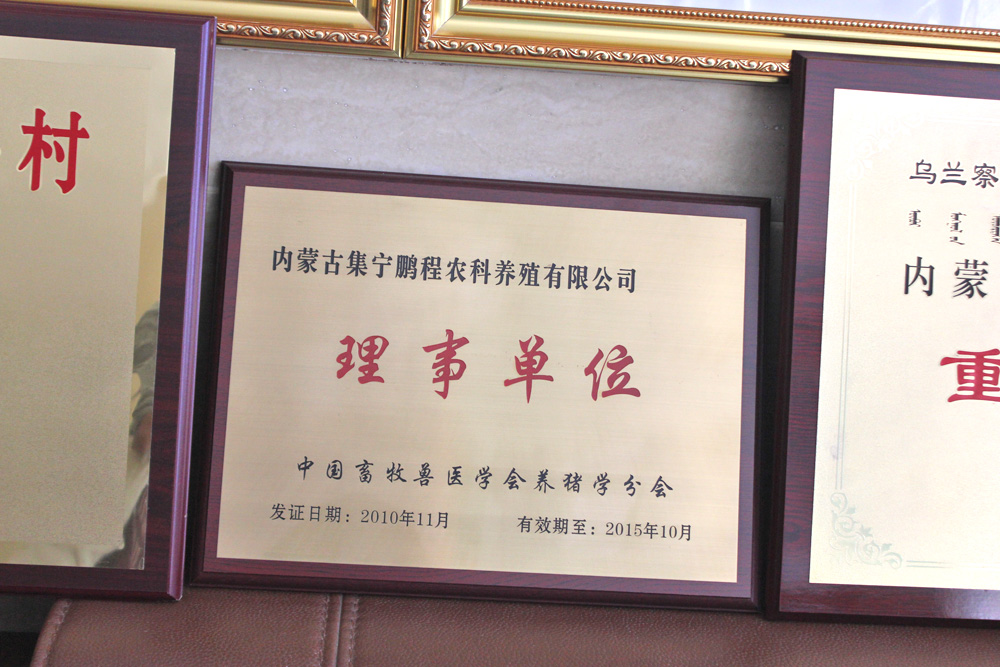 村
内蒙古集宁鹏程农科养殖有限公司
理事单位
中国畜牧兽医学会养猪学分会
发证日期：2010年11月
有效期至：2015年10月
乌兰察
内蒙
重